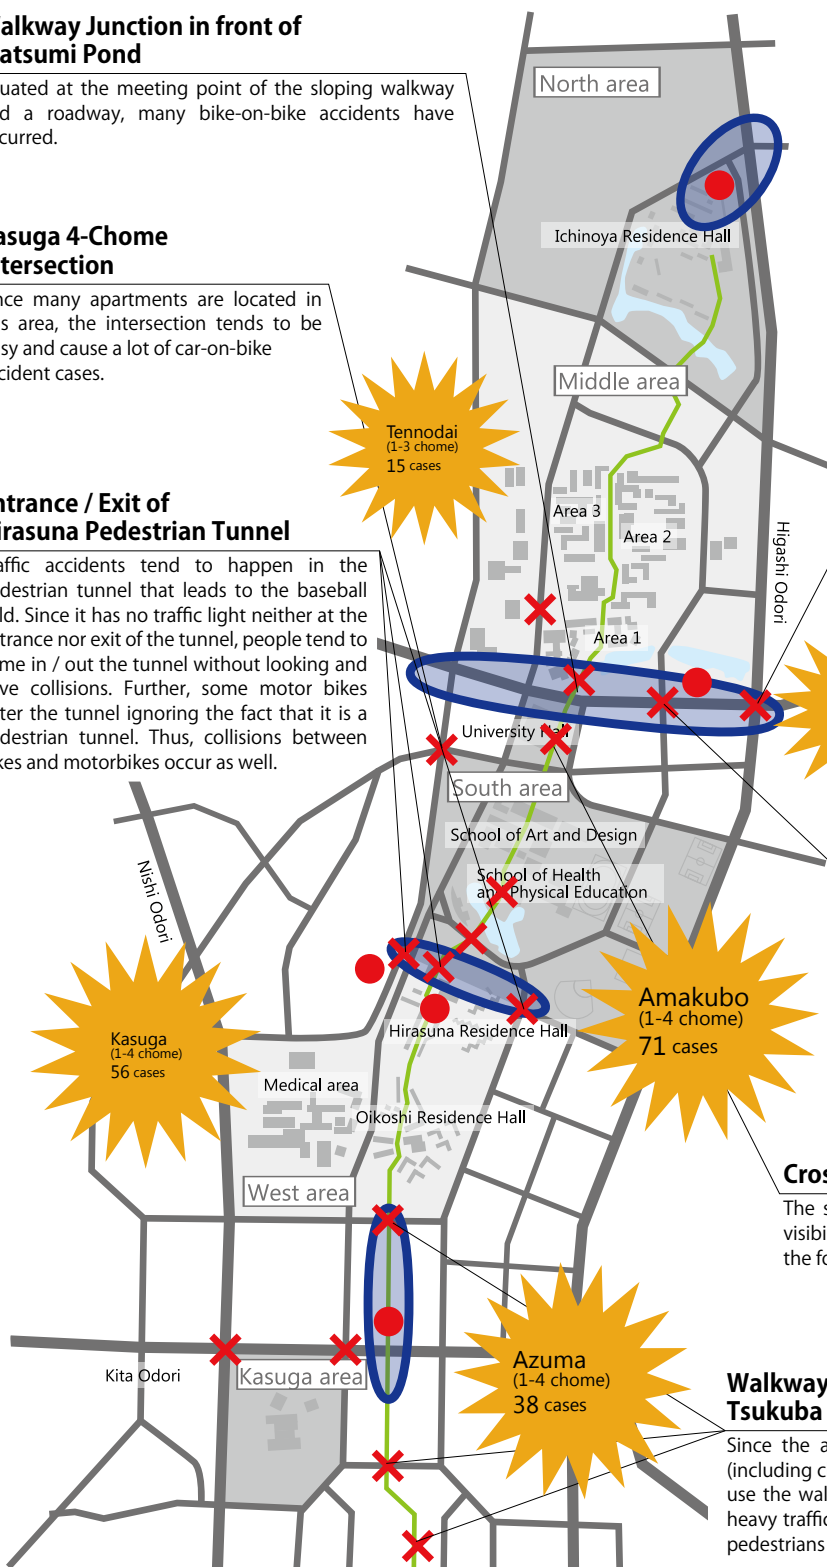 alkway Junction in front of
atsumi Pond
uated at the meeting point of the sloping walkway
d a roadway, many bike-on-bike accidents have
curred.
asuga 4-Chome
tersection
nce many apartments are located in
is area, the intersection tends to be
sy and cause a lot of car-on-bike
cident cases.
ntrance / Exit of
irasuna Pedestrian Tunnel
affic accidents tend to happen in the
destrian tunnel that leads to the baseball
ld. Since it has no traffic light neither at the
trance nor exit of the tunnel, people tend to
me in / out the tunnel without looking and
ve collisions. Further, some motor bikes
ter the tunnel ignoring the fact that it is a
destrian tunnel. Thus, collisions between
kes and motorbikes occur as well.
North area
Ichinoya Residence Hall
Middle area
Tennodai
(1-3 chome)
15 cases
Area 3
Area 2
Higashi Odori
Area 1
University Hall
South area
School of Art and Design
School of Health
and Physical Education
Nishi Odori
Kasuga
(1-4 chome)
56 cases
Amakubo
(1-4 chome)
71 cases
Hirasuna Residence Hall
Medical area
Oikoshi Residence Hall
West area
Cros
The s
visibi
the fo
Kita Odori
Kasuga area
Azuma
(1-4 chome)
38 cases
Walkway
Tsukuba
Since the a
(including c
use the wal
heavy traffic
pedestrians